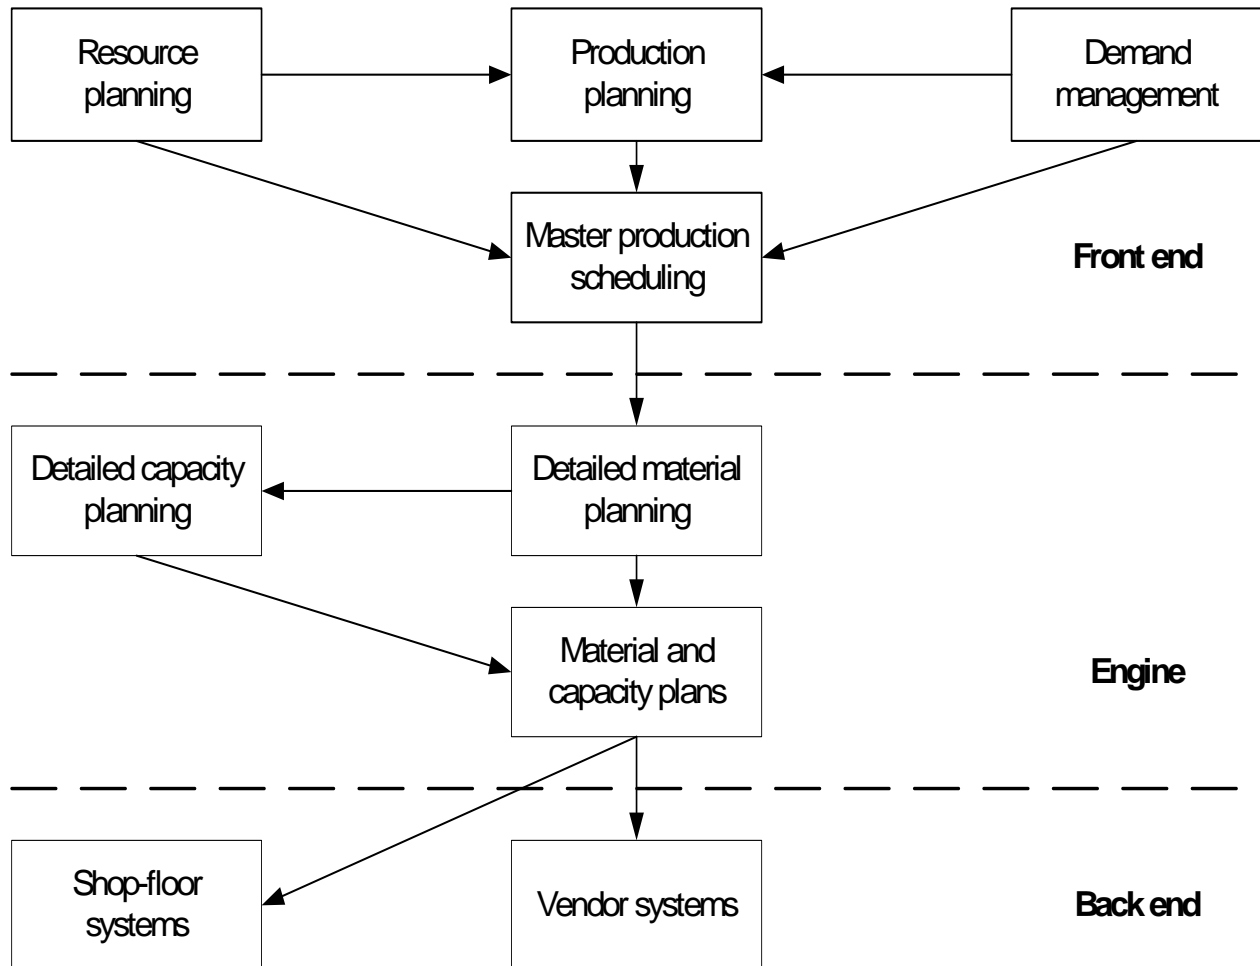 Resource
planning
Production
planning
Demand
management
Master production
scheduling
Front end
Detailed capacity
planning
Detailed material
planning
Material and
capacity plans
Engine
Shop-floor
systems
Vendor systems
Back end